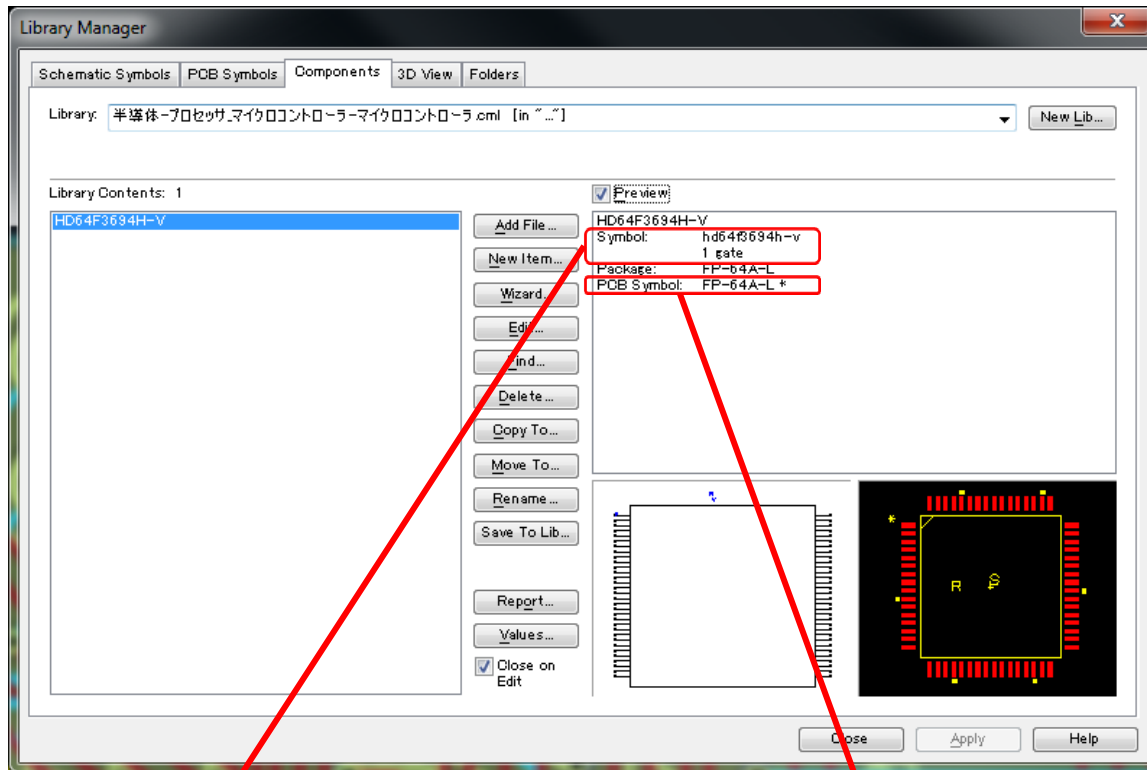 Library Manager
Schematic Symbols PCB Symbols Components 3D View Folders
Library: 半導体-プロセッサ_マイクロコントローラ-マイクロコントローラ.cml [in "..."] New Lib...
Library Contents: 1
Preview
HD64F3694H-V
Add File...
New Item...
Wizard...
Edit...
Find...
Delete...
Copy To...
Move To...
Rename...
Save To Lib...
Report...
Values...
Close on
Edit
HD64F3694H-V
Symbol: hd64f3694h-v
1 gate
Package: FP-64A-L
PCB Symbol: FP-64A-L *
*
R
Close Apply Help